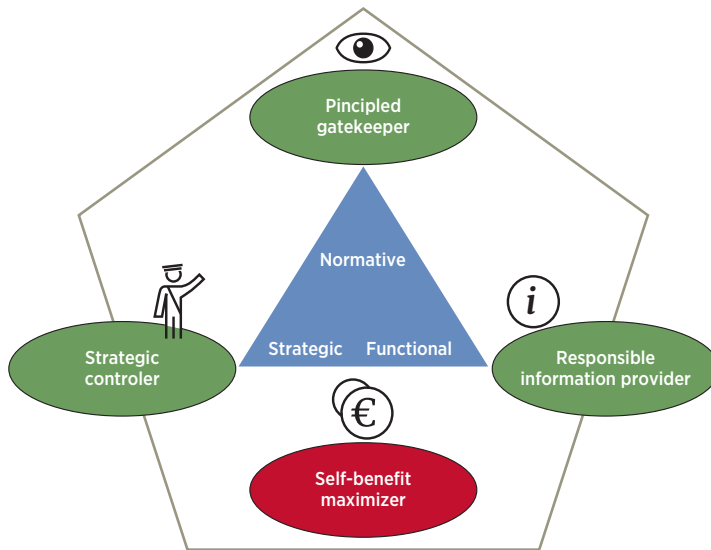 Pincipled
gatekeeper
Normative
Strategic Functional
i
Strategic
controler
Responsible
information provider
€
Self-benefit
maximizer